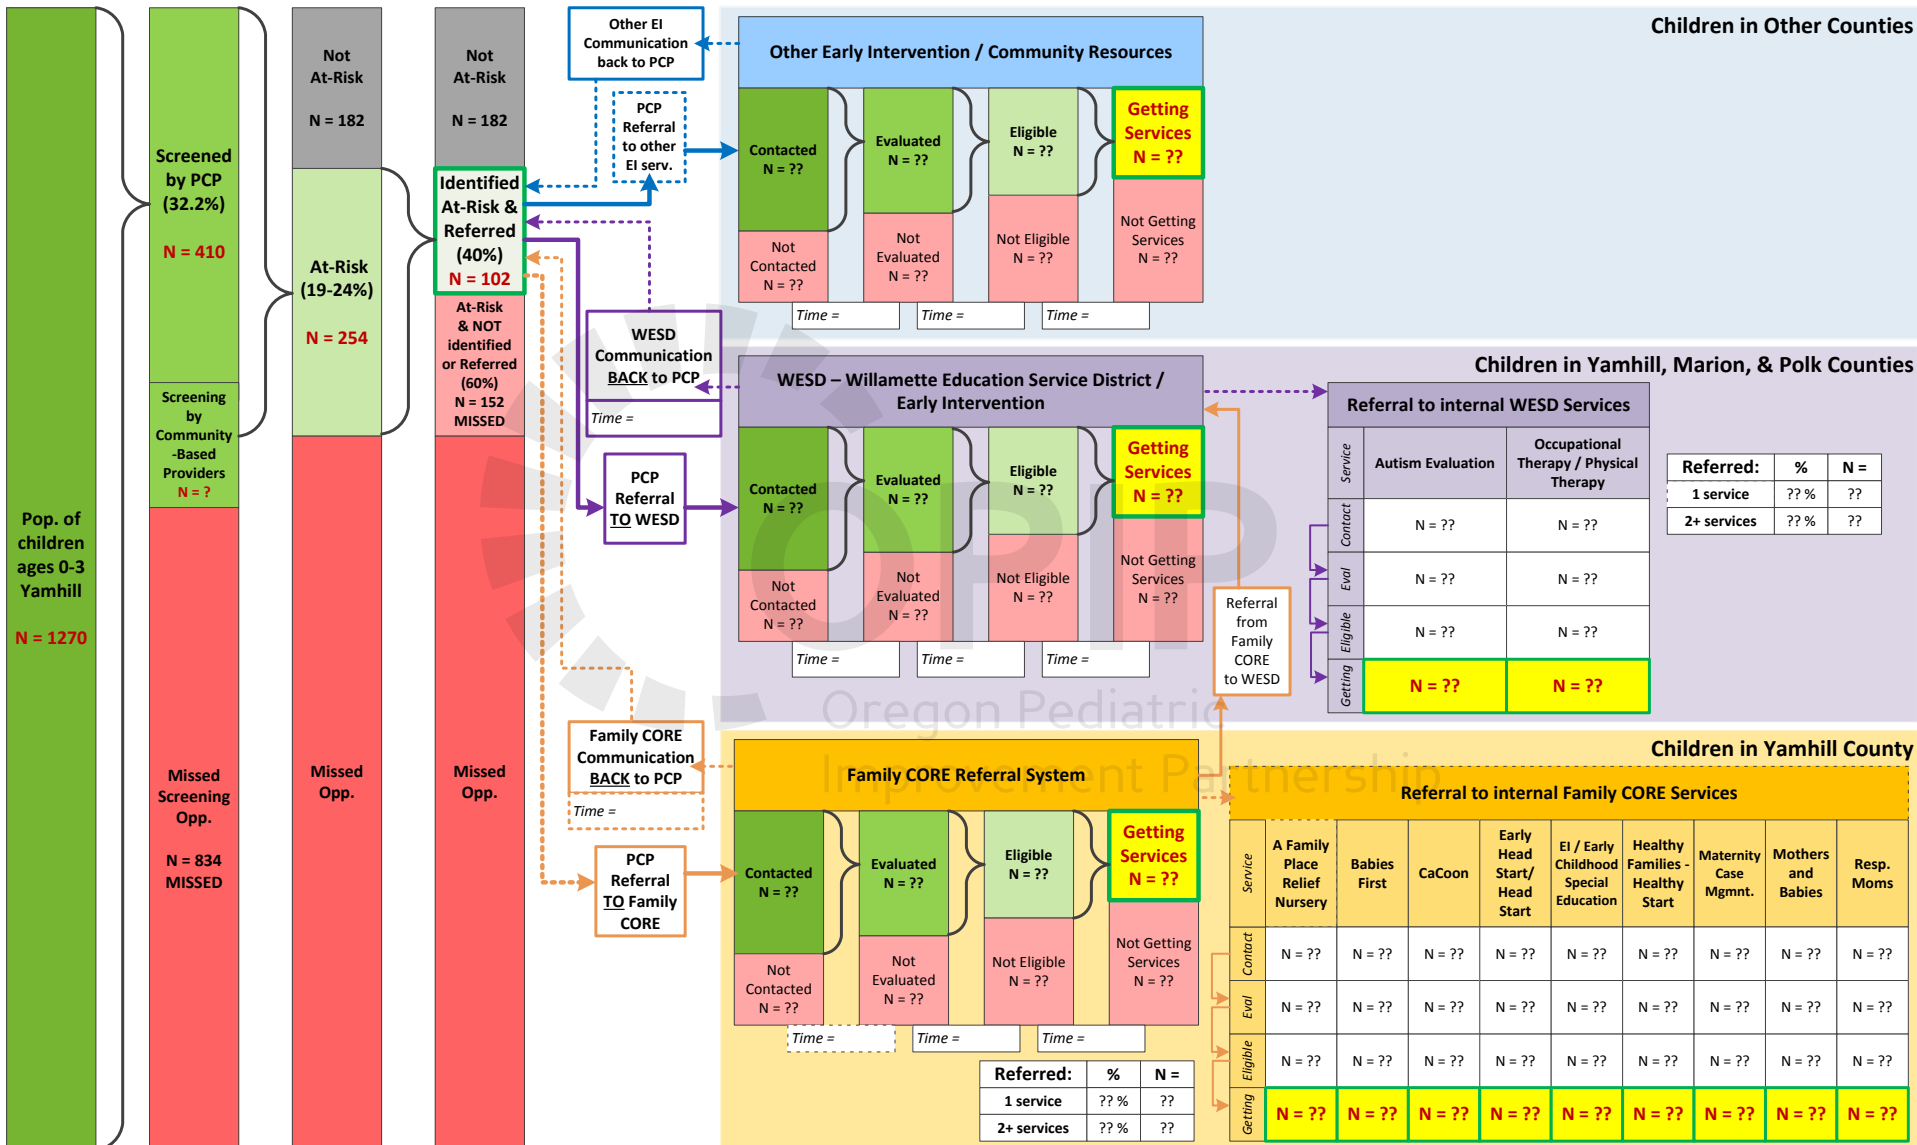 Pop. of
children
ages 0-3
Yamhill
N = 1270
Screened
by PCP
(32.2%)
N = 410
Screening
by
Community
-Based
Providers
N = ?
Missed
Screening
Opp.
N = 834
MISSED
Not
At-Risk
N = 182
At-Risk
(19-24%)
N = 254
Missed
Opp.
Not
At-Risk
N = 182
Identified
At-Risk &
Referred
(40%)
N = 102
At-Risk
& NOT
identified
or Referred
(60%)
N = 152
MISSED
Missed
Opp.
Other EI
Communication
back to PCP
PCP
Referral
to other
EI serv.
WESD
Communication
BACK to PCP
Time =
PCP
Referral
TO WESD
Family CORE
Communication
BACK to PCP
Time =
PCP
Referral
TO Family
CORE
Children in Other Counties
Other Early Intervention / Community Resources
Contacted
N = ??
Not
Contacted
N = ??
Evaluated
N = ??
Not
Evaluated
N = ??
Eligible
N = ??
Not Eligible
N = ??
Getting
Services
N = ??
Not Getting
Services
N = ??
Time =
Time =
Time =
Children in Yamhill, Marion, & Polk Counties
WESD – Willamette Education Service District /
Early Intervention
Contacted
N = ??
Not
Contacted
N = ??
Evaluated
N = ??
Not
Evaluated
N = ??
Eligible
N = ??
Not Eligible
N = ??
Getting
Services
N = ??
Not Getting
Services
N = ??
Time =
Time =
Time =
Referral
from
Family
CORE
to WESD
Referral to internal WESD Services
Service
Autism Evaluation
Occupational
Therapy / Physical
Therapy
Contact
N = ??
N = ??
Eval
N = ??
N = ??
Eligible
N = ??
N = ??
Getting
N = ??
N = ??
Referred: % N =
1 service ?? % ??
2+ services ?? % ??
OPIP
Oregon Pediatric
Improvement Partnership
Children in Yamhill County
Family CORE Referral System
Contacted
N = ??
Not
Contacted
N = ??
Evaluated
N = ??
Not
Evaluated
N = ??
Eligible
N = ??
Not Eligible
N = ??
Getting
Services
N = ??
Not Getting
Services
N = ??
Time =
Time =
Time =
Referred: % N =
1 service ?? % ??
2+ services ?? % ??
Referral to internal Family CORE Services
Service
A Family
Place
Relief
Nursery
Babies
First
CaCoon
Early
Head
Start/
Head
Start
EI / Early
Childhood
Special
Education
Healthy
Families -
Healthy
Start
Maternity
Case
Mgmnt.
Mothers
and
Babies
Resp.
Moms
Contact
N = ?? N = ?? N = ?? N = ?? N = ?? N = ?? N = ?? N = ?? N = ??
Eval
N = ?? N = ?? N = ?? N = ?? N = ?? N = ?? N = ?? N = ?? N = ??
Eligible
N = ?? N = ?? N = ?? N = ?? N = ?? N = ?? N = ?? N = ?? N = ??
Getting
N = ?? N = ?? N = ?? N = ?? N = ?? N = ?? N = ?? N = ?? N = ??